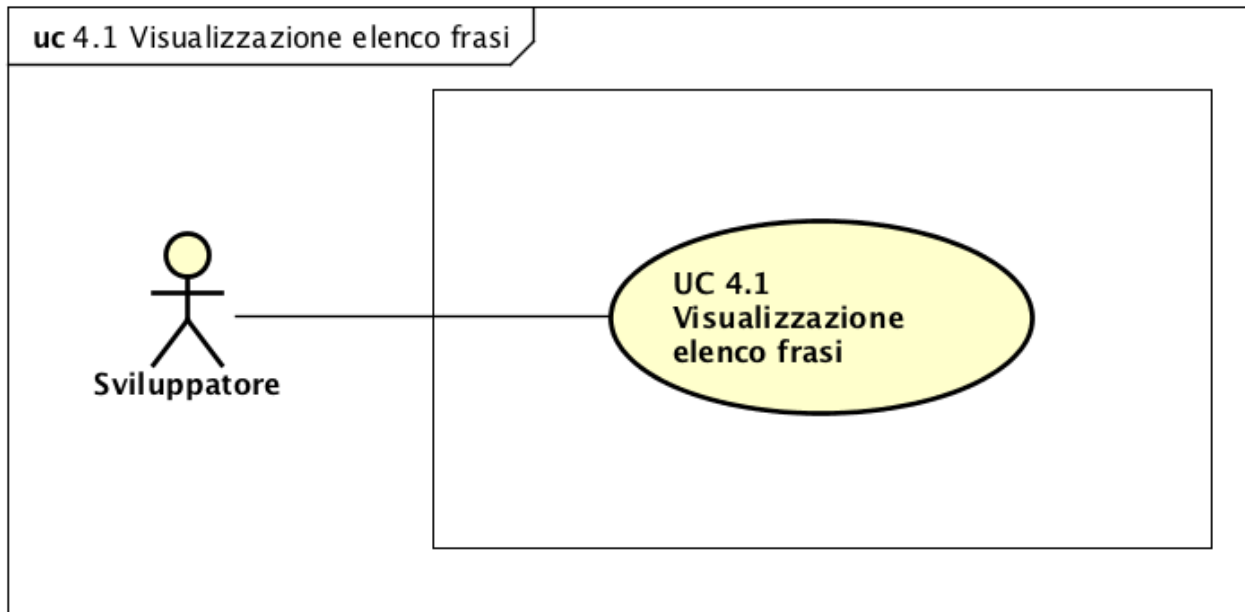 uc 4.1 Visualizzazione elenco frasi
UC 4.1
Visualizzazione
elenco frasi
Sviluppatore